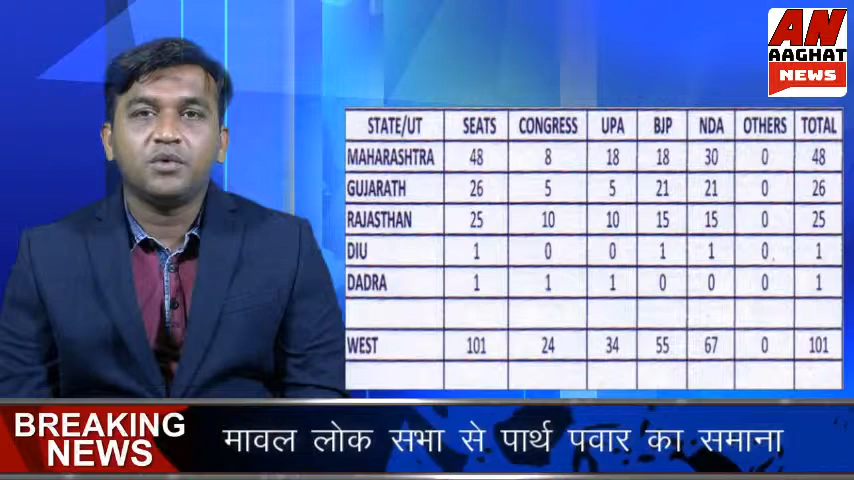 AN
AAGHAT
NEWS
STATE/UT SEATS CONGRESS UPA BJP NDA OTHERS TOTAL
MAHARASHTRA 48 8 18 18 30 0 48
GUJARATH 26 5 5 21 21 0 26
RAJASTHAN 25 10 10 15 15 0 25
DIU 1 0 0 1 1 0 1
DADRA 1 1 1 0 0 0 1
WEST 101 24 34 55 67 0 101
BREAKING
NEWS
मावल लोक सभा से पार्थ पवार का समाना